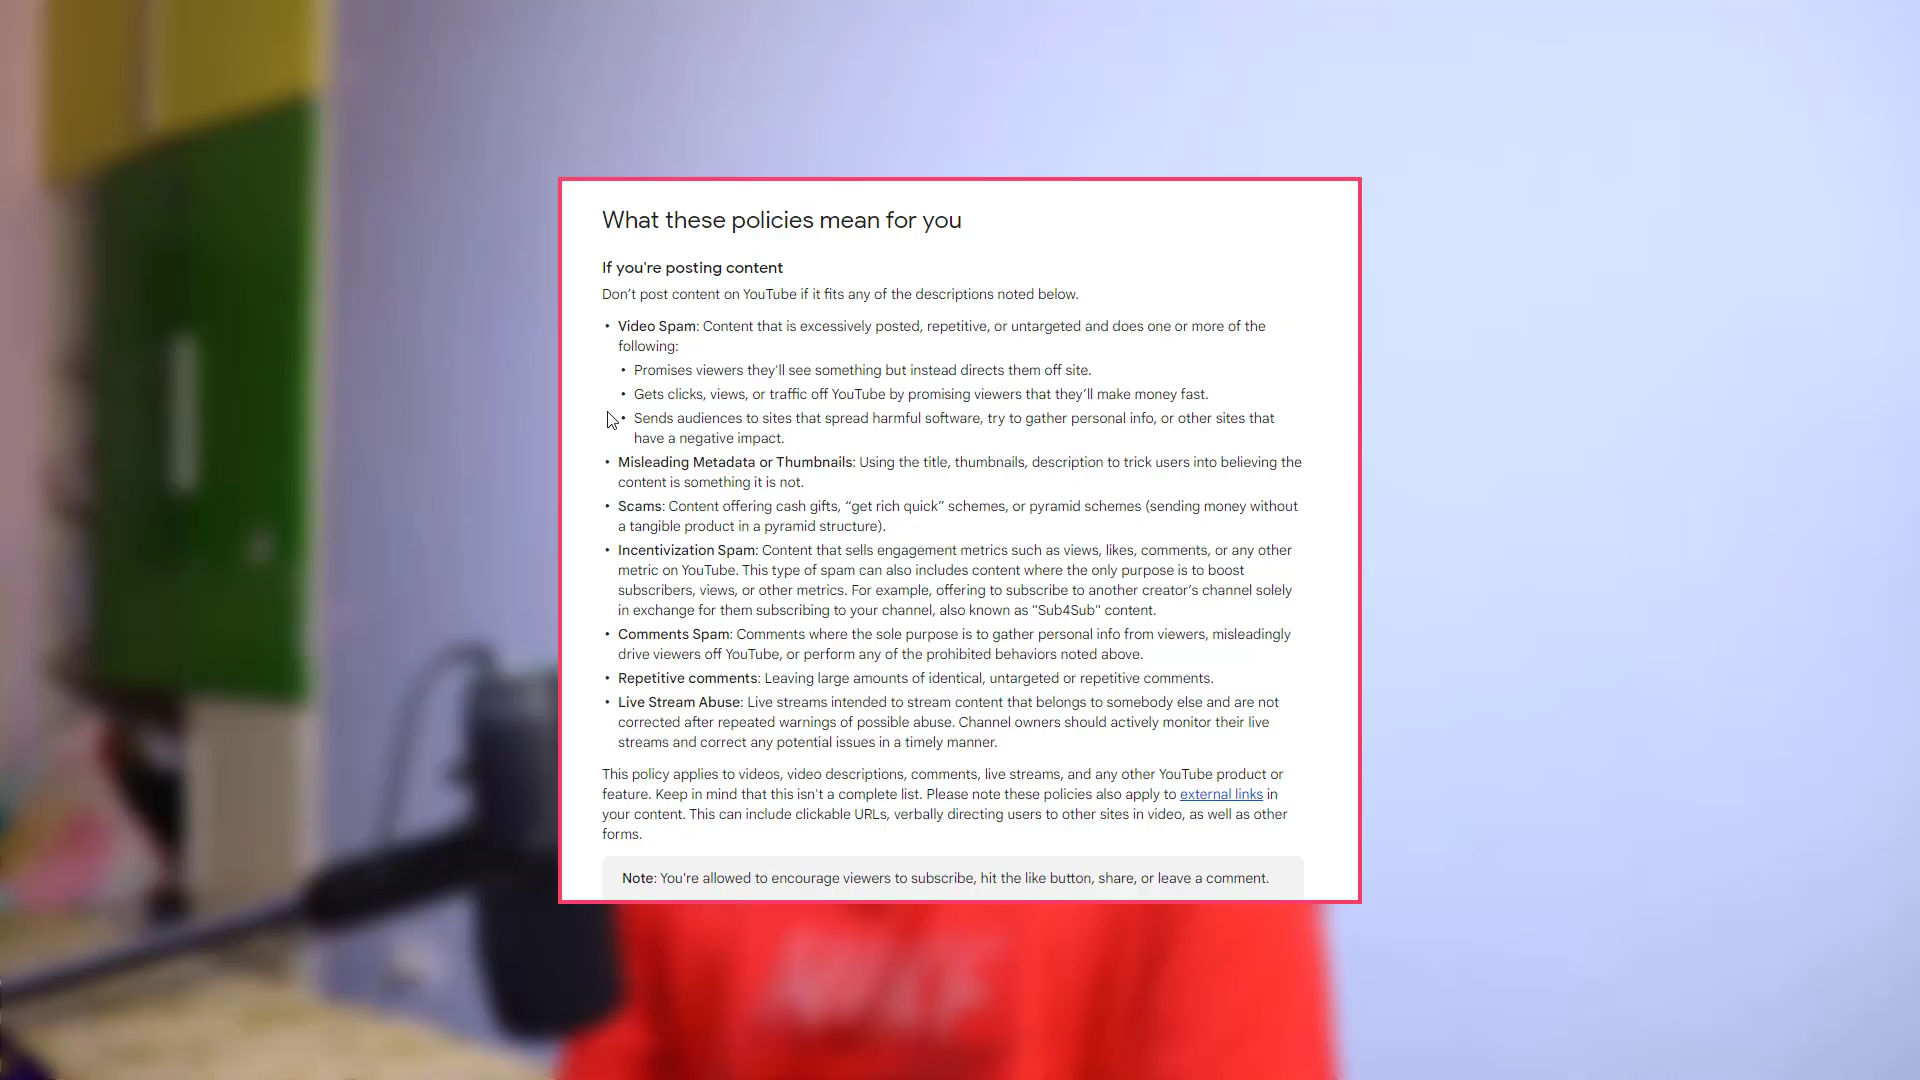 What these policies mean for you
If you're posting content
Don’t post content on YouTube if it fits any of the descriptions noted below.
• Video Spam: Content that is excessively posted, repetitive, or untargeted and does one or more of the
following:
• Promises viewers they'll see something but instead directs them off site.
• Gets clicks, views, or traffic off YouTube by promising viewers that they’ll make money fast.
• Sends audiences to sites that spread harmful software, try to gather personal info, or other sites that
have a negative impact.
• Misleading Metadata or Thumbnails: Using the title, thumbnails, description to trick users into believing the
content is something it is not.
• Scams: Content offering cash gifts, “get rich quick” schemes, or pyramid schemes (sending money without
a tangible product in a pyramid structure).
• Incentivization Spam: Content that sells engagement metrics such as views, likes, comments, or any other
metric on YouTube. This type of spam can also includes content where the only purpose is to boost
subscribers, views, or other metrics. For example, offering to subscribe to another creator’s channel solely
in exchange for them subscribing to your channel, also known as "Sub4Sub" content.
• Comments Spam: Comments where the sole purpose is to gather personal info from viewers, misleadingly
drive viewers off YouTube, or perform any of the prohibited behaviors noted above.
• Repetitive comments: Leaving large amounts of identical, untargeted or repetitive comments.
• Live Stream Abuse: Live streams intended to stream content that belongs to somebody else and are not
corrected after repeated warnings of possible abuse. Channel owners should actively monitor their live
streams and correct any potential issues in a timely manner.
This policy applies to videos, video descriptions, comments, live streams, and any other YouTube product or
feature. Keep in mind that this isn't a complete list. Please note these policies also apply to external links in
your content. This can include clickable URLs, verbally directing users to other sites in video, as well as other
forms.
Note: You're allowed to encourage viewers to subscribe, hit the like button, share, or leave a comment.